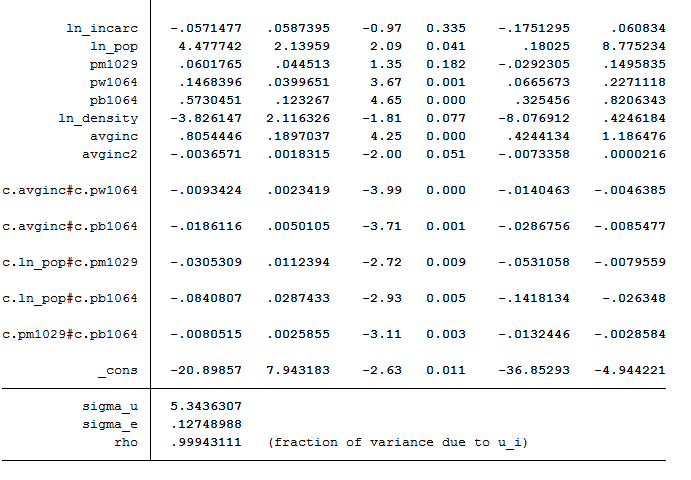 ln_incarc -.0571477 .0587395 -0.97 0.335 -.1751295 .060834
ln_pop 4.477742 2.13959 2.09 0.041 .18025 8.775234
pm1029 .0601765 .044513 1.35 0.182 -.0292305 .1495835
pw1064 .1468396 .0399651 3.67 0.001 .0665673 .2271118
pb1064 .5730451 .123267 4.65 0.000 .325456 .8206343
ln_density -3.826147 2.116326 -1.81 0.077 -8.076912 .4246184
avginc .8054446 .1897037 4.25 0.000 .4244134 1.186476
avginc2 -.0036571 .0018315 -2.00 0.051 -.0073358 .0000216
c.avginc#c.pw1064 -.0093424 .0023419 -3.99 0.000 -.0140463 -.0046385
c.avginc#c.pb1064 -.0186116 .0050105 -3.71 0.001 -.0286756 -.0085477
c.ln_pop#c.pm1029 -.0305309 .0112394 -2.72 0.009 -.0531058 -.0079559
c.ln_pop#c.pb1064 -.0840807 .0287433 -2.93 0.005 -.1418134 -.026348
c.pm1029#c.pb1064 -.0080515 .0025855 -3.11 0.003 -.0132446 -.0028584
_cons -20.89857 7.943183 -2.63 0.011 -36.85293 -4.944221
sigma_u 5.3436307
sigma_e .12748988
rho .99943111 (fraction of variance due to u_i)